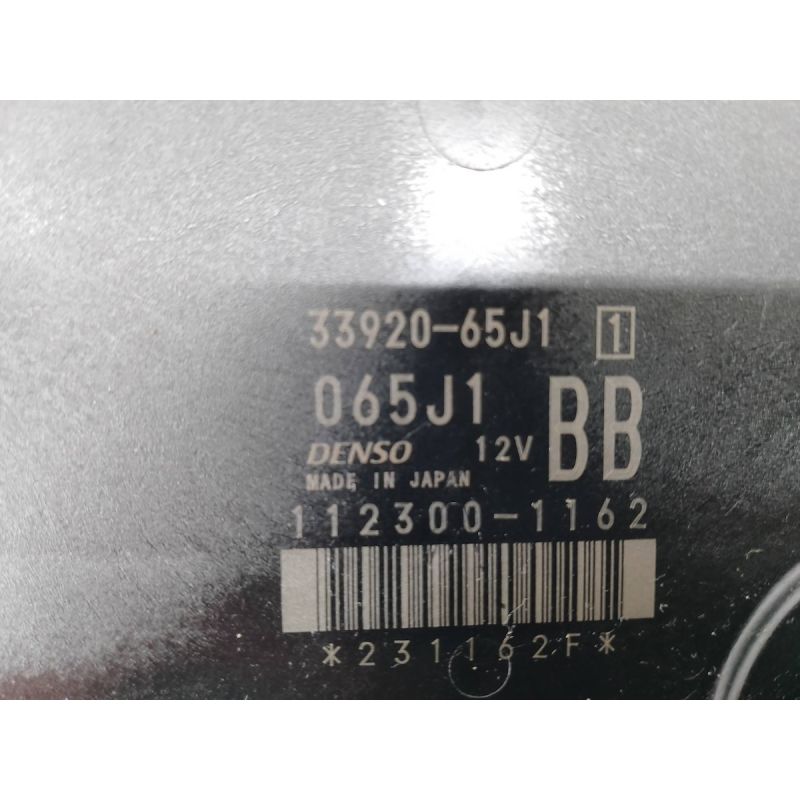 33920-65J1 1
065J1 BB
DENSO 12V
MADE IN JAPAN
112300-1162
*231162F*